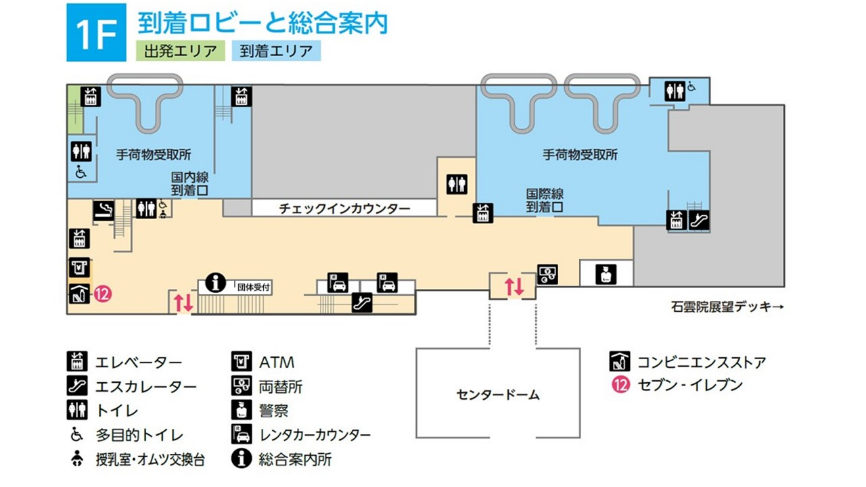 1F 到着ロビーと総合案内
出発エリア 到着エリア
手荷物受取所
手荷物受取所
国内線
到着口
国際線
到着口
チェックインカウンター
団体受付
12
石雲院展望デッキ→
センタードーム
エレベーター
エスカレーター
トイレ
多目的トイレ
授乳室・オムツ交換台
ATM
両替所
警察
レンタカーカウンター
総合案内所
コンビニエンスストア
12 セブン-イレブン